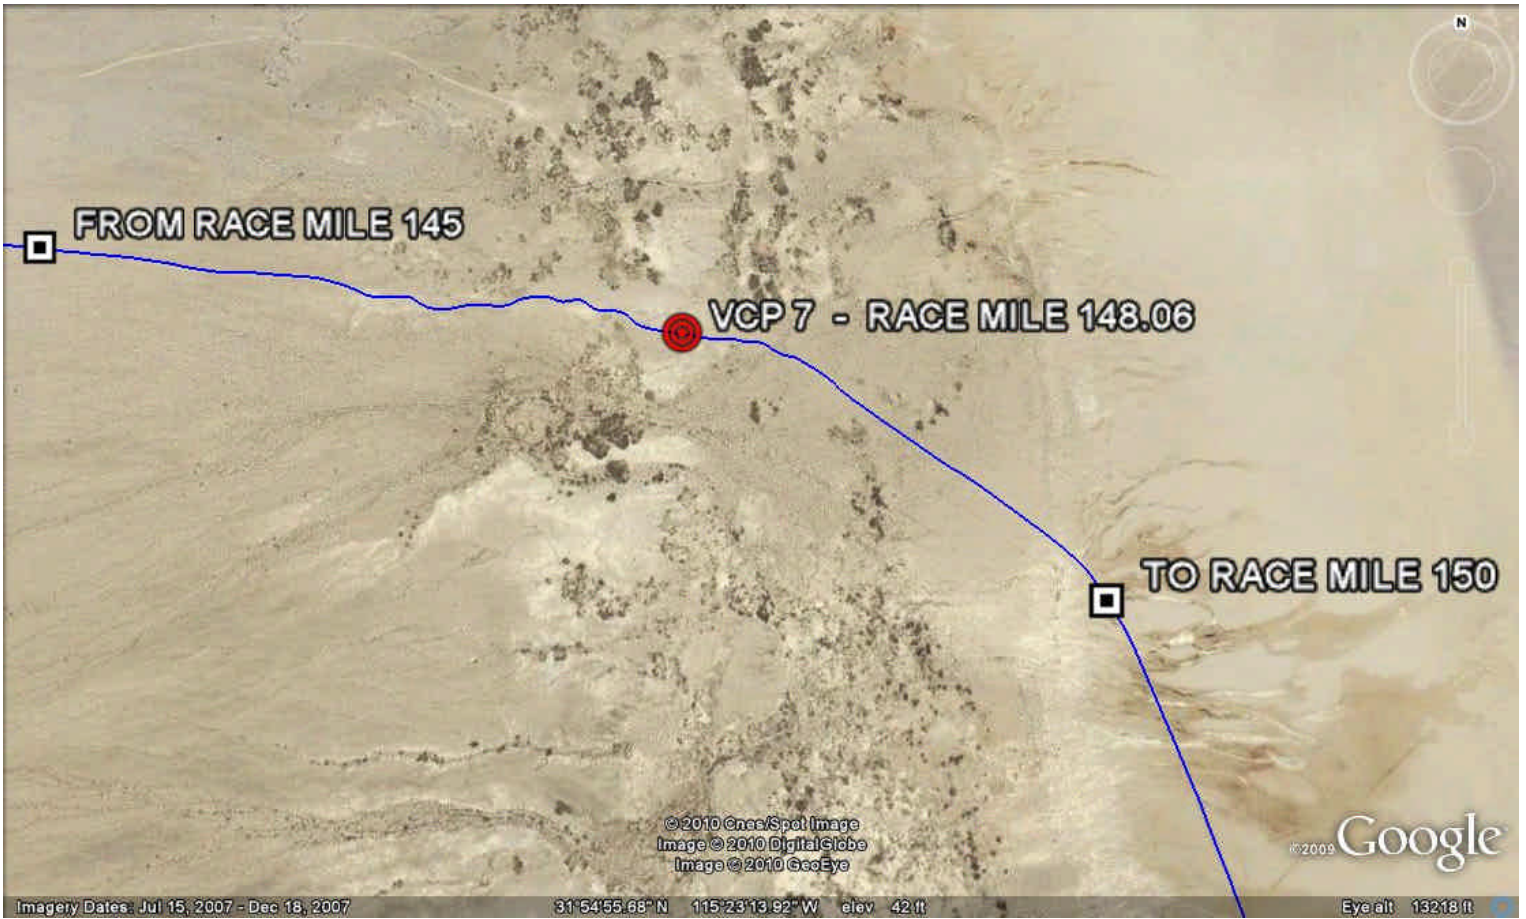 N
FROM RACE MILE 145
VCP 7 - RACE MILE 148.06
TO RACE MILE 150
© 2010 Cnes/Spot Image
Image © 2010 DigitalGlobe
Image © 2010 GeoEye
©2009 Google
Imagery Dates: Jul 15, 2007 - Dec 18, 2007 31°54'55.68" N 115°23'13.92" W elev 42 ft Eye alt 13218 ft